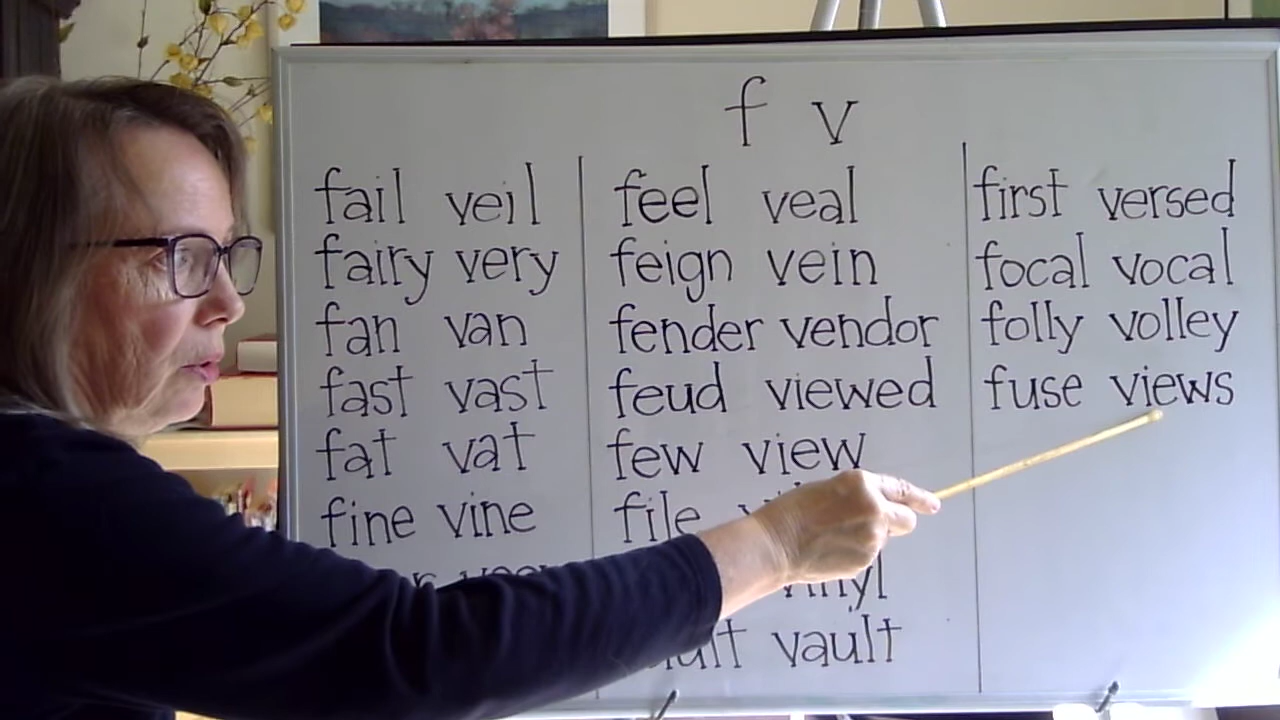 f v
fail veil
fairy very
fan van
fast vast
fat vat
fine vine
feel veal
feign vein
fender vendor
feud viewed
few view
file
vinyl
vault
first versed
focal vocal
folly volley
fuse views